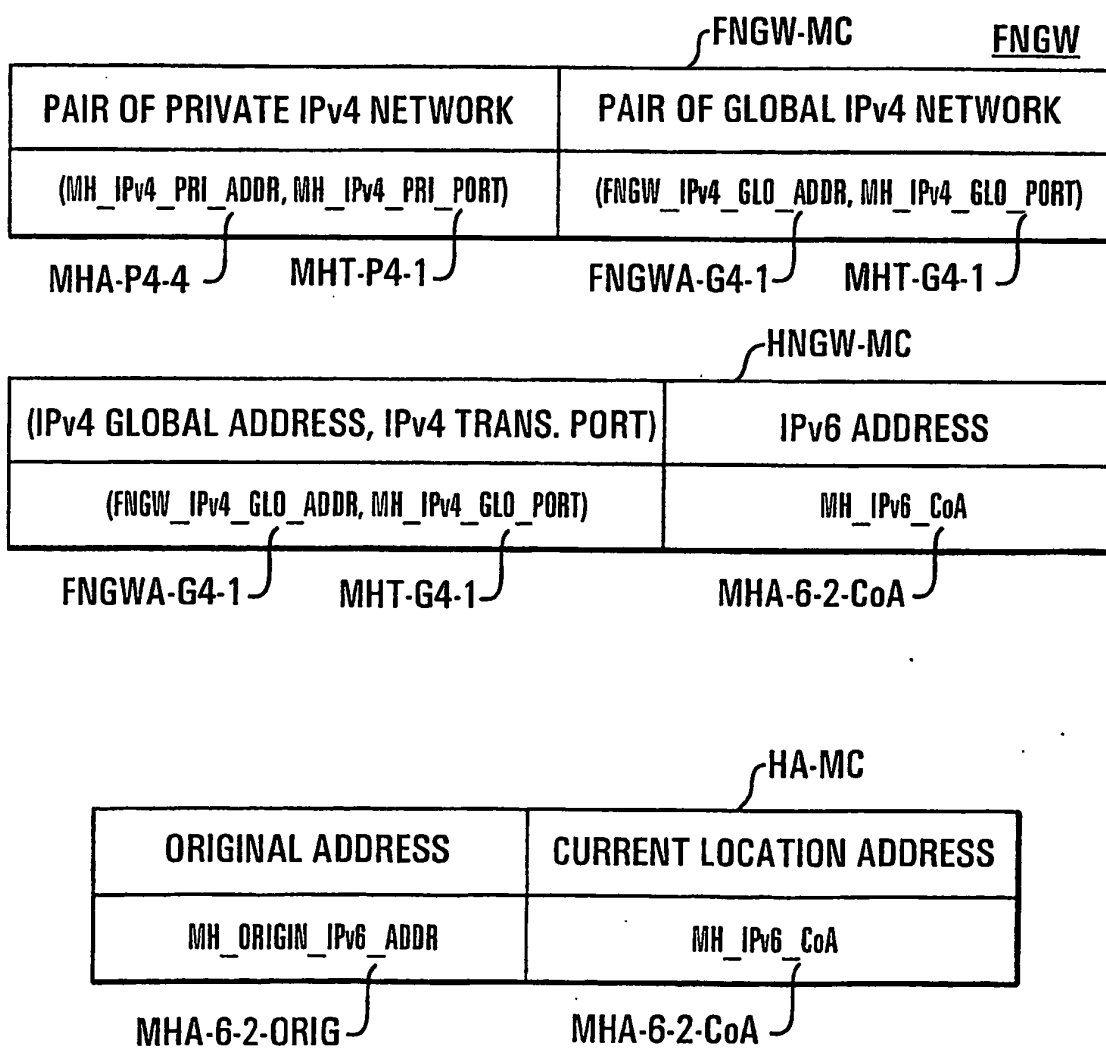 FNGW-MC FNGW
PAIR OF PRIVATE IPv4 NETWORK PAIR OF GLOBAL IPv4 NETWORK
(MH_IPv4_PRI_ADDR, MH_IPv4_PRI_PORT) (FNGW_IPv4_GLO_ADDR, MH_IPv4_GLO_PORT)
MHA-P4-4 MHT-P4-1 FNGWA-G4-1 MHT-G4-1
HNGW-MC
(IPv4 GLOBAL ADDRESS, IPv4 TRANS. PORT) IPv6 ADDRESS
(FNGW_IPv4_GLO_ADDR, MH_IPv4_GLO_PORT) MH_IPv6_CoA
FNGWA-G4-1 MHT-G4-1 MHA-6-2-CoA
HA-MC
ORIGINAL ADDRESS CURRENT LOCATION ADDRESS
MH_ORIGIN_IPv6_ADDR MH_IPv6_CoA
MHA-6-2-ORIG MHA-6-2-CoA